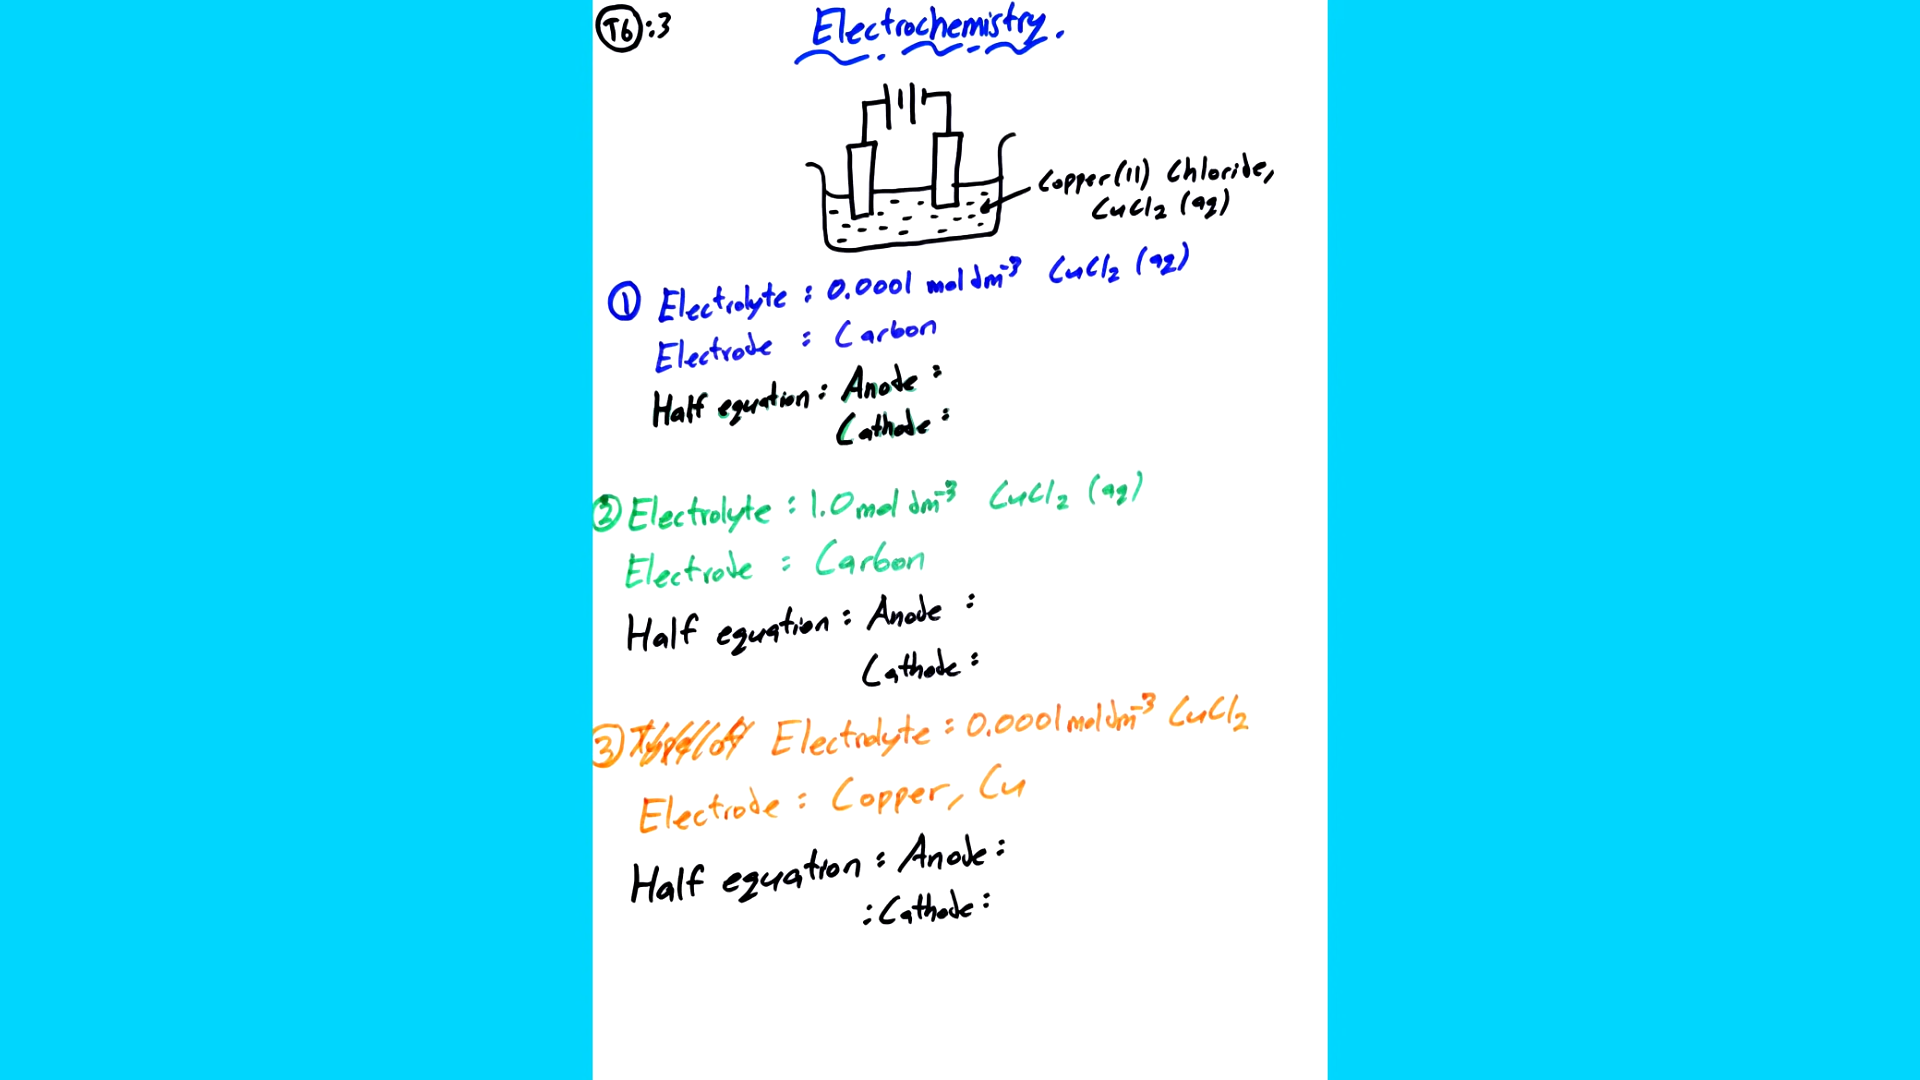 T6:3
Electrochemistry.
Copper(II) Chloride,
CuCl₂ (aq)
① Electrolyte : 0.0001 mol dm⁻³ CuCl₂ (aq)
Electrode : Carbon
Half equation : Anode :
Cathode :
② Electrolyte : 1.0 mol dm⁻³ CuCl₂ (aq)
Electrode : Carbon
Half equation : Anode :
Cathode :
③ Electrolyte : 0.0001 mol dm⁻³ CuCl₂
Electrode : Copper, Cu
Half equation : Anode :
: Cathode :